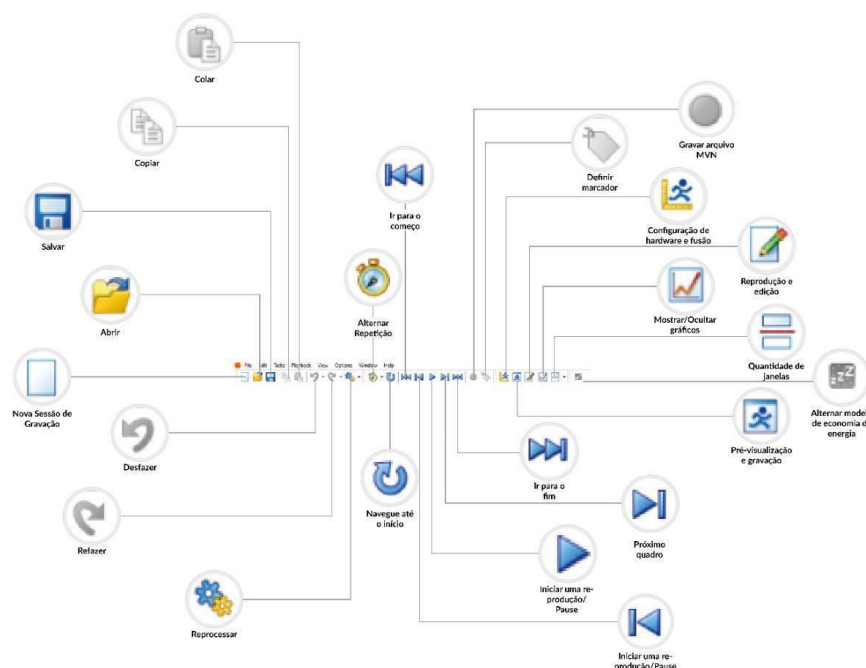 Colar
Copiar
Gravar arquivo
MVN
Definir
marcador
Ir para o
começo
Salvar
Configuração de
hardware e fusão
Reprodução e
edição
Alternar
Repetição
Mostrar/Ocultar
gráficos
Abrir
File Edit Tasks Playback View Options Window Help
Quantidade de
janelas
Nova Sessão de
Gravação
zZZ
Alternar model
de economia d
energia
Pré-visualização
e gravação
Desfazer
Ir para o
fim
Navegue até
o início
Refazer
Próximo
quadro
Iniciar uma re-
produção/
Pause
Reprocessar
Iniciar uma re-
produção/Pause